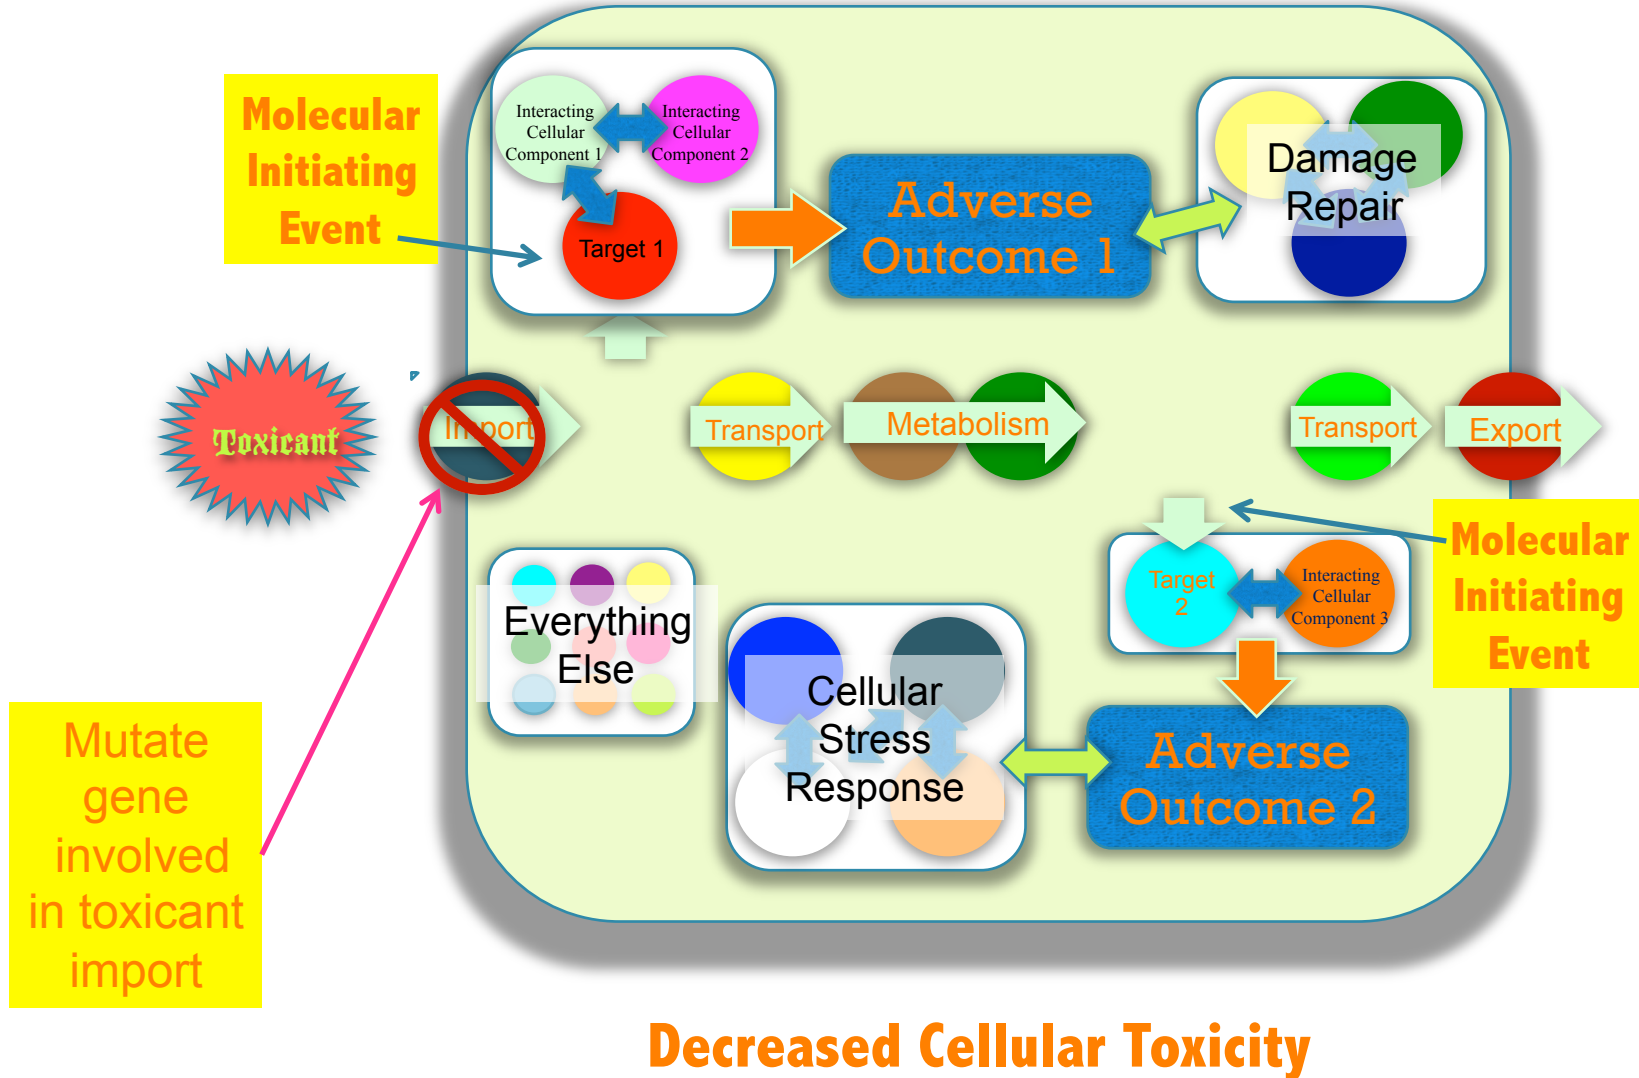 Molecular
Initiating
Event
Interacting
Cellular
Component 1
Interacting
Cellular
Component 2
Target 1
Adverse
Outcome 1
Damage
Repair
Toxicant
Import
Transport
Metabolism
Transport
Export
Molecular
Initiating
Event
Target
2
Interacting
Cellular
Component 3
Everything
Else
Cellular
Stress
Response
Adverse
Outcome 2
Mutate
gene
involved
in toxicant
import
Decreased Cellular Toxicity